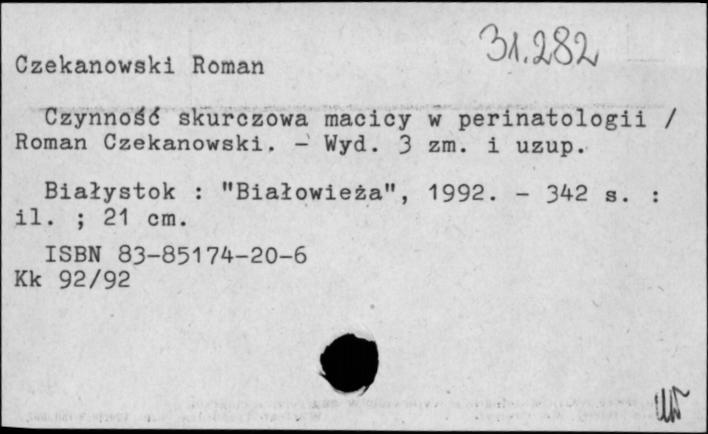 31.282
Czekanowski Roman
Czynność skurczowa macicy w perinatologii /
Roman Czekanowski. - Wyd. 3 zm. i uzup.
Białystok : "Białowieża", 1992. - 342 s. :
il. ; 21 cm.
ISBN 83-85174-20-6
Kk 92/92